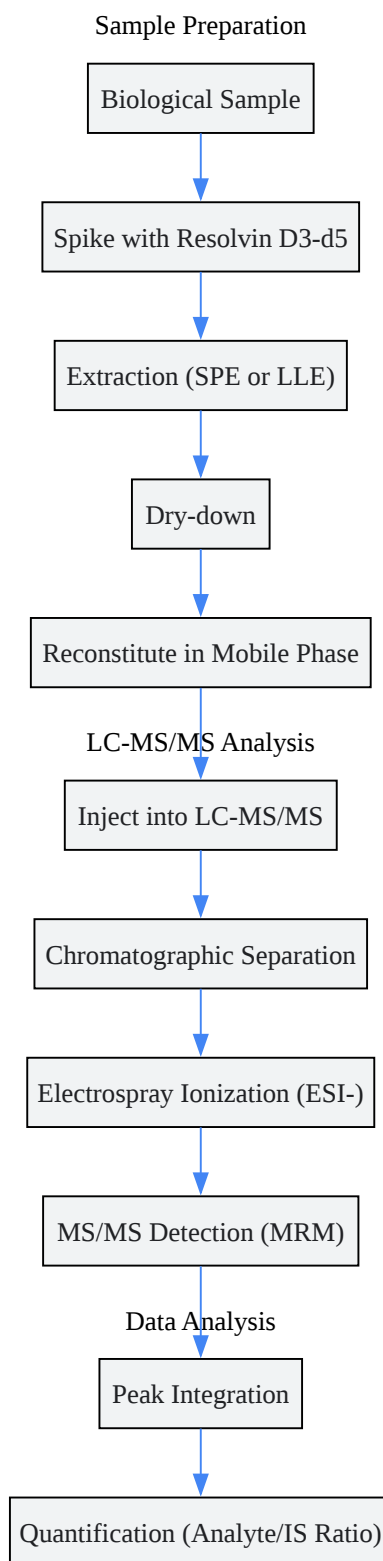 Sample Preparation
Biological Sample
Spike with Resolvin D3-d5
Extraction (SPE or LLE)
Dry-down
Reconstitute in Mobile Phase
LC-MS/MS Analysis
Inject into LC-MS/MS
Chromatographic Separation
Electrospray Ionization (ESI-)
MS/MS Detection (MRM)
Data Analysis
Peak Integration
Quantification (Analyte/IS Ratio)